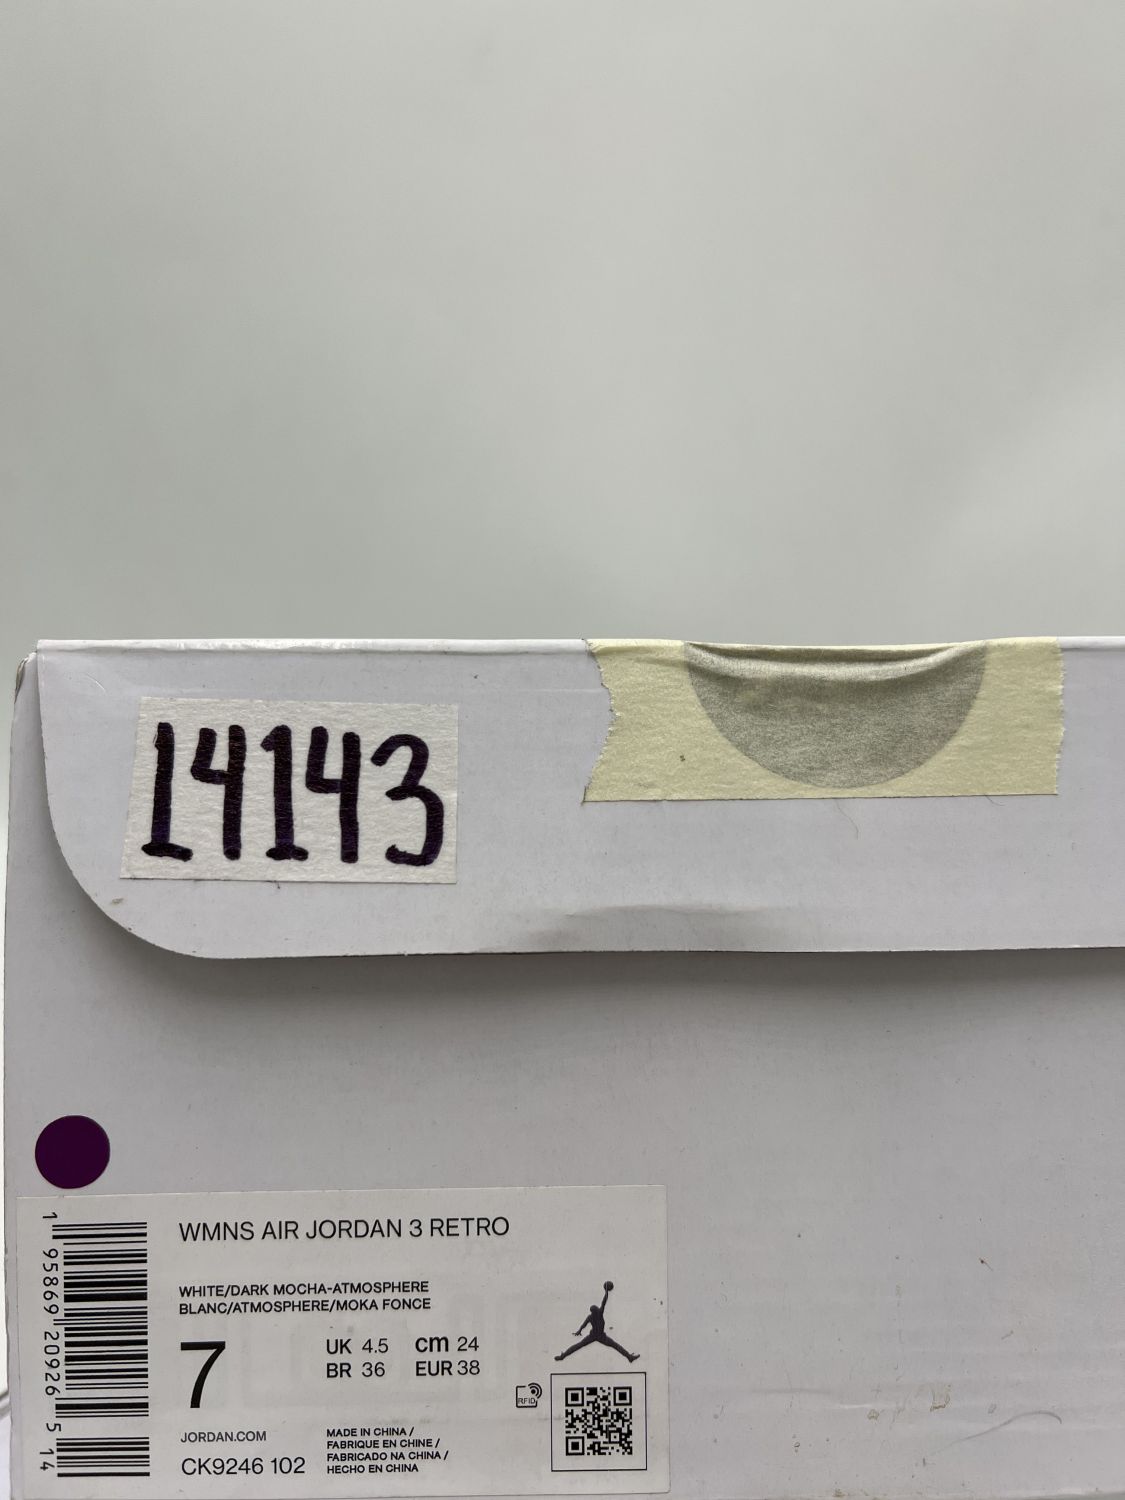 14143
WMNS AIR JORDAN 3 RETRO
WHITE/DARK MOCHA-ATMOSPHERE
BLANC/ATMOSPHERE/MOKA FONCE
7
UK 4.5 cm 24
BR 36 EUR 38
RFID
JORDAN.COM
CK9246 102
MADE IN CHINA /
FABRIQUE EN CHINE /
FABRICADO NA CHINA /
HECHO EN CHINA
1 95869 20926 5 14